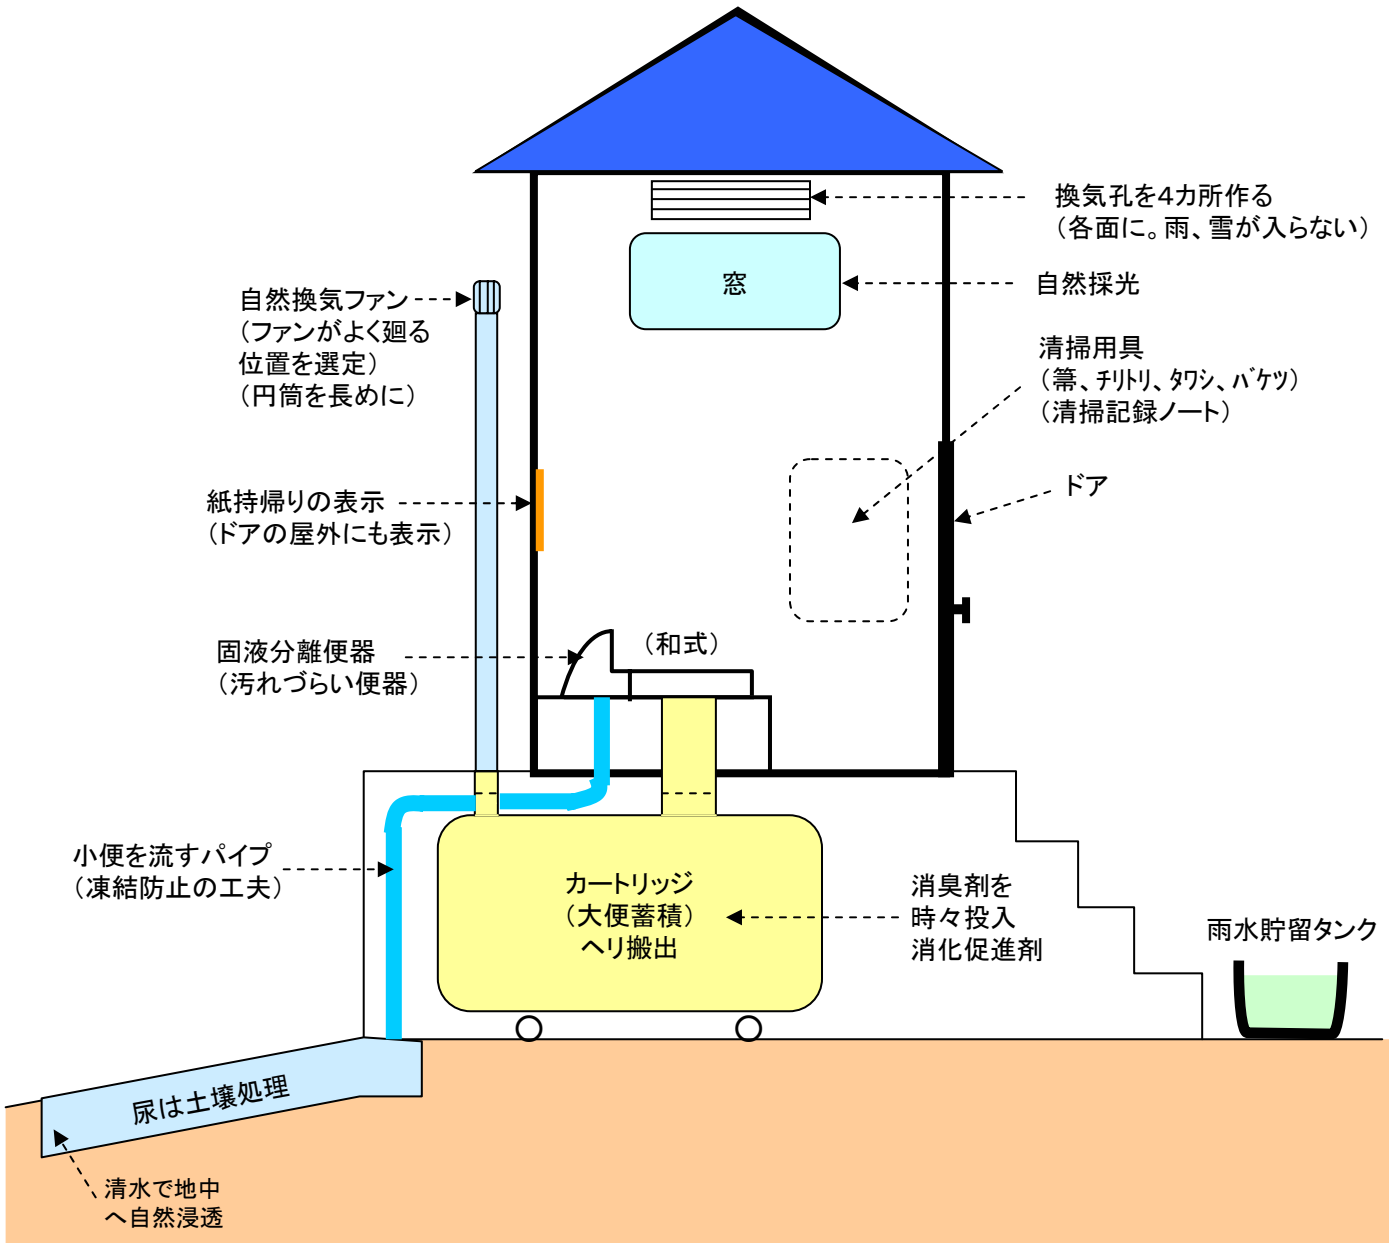 換気孔を4カ所作る
（各面に。雨、雪が入らない）
窓
自然採光
自然換気ファン
（ファンがよく廻る
位置を選定）
（円筒を長めに）
清掃用具
（箒、ﾁﾘﾄﾘ、ﾀﾜｼ、ﾊﾞｹﾂ）
（清掃記録ノート）
ドア
紙持帰りの表示
（ドアの屋外にも表示）
（和式）
固液分離便器
（汚れづらい便器）
小便を流すパイプ
（凍結防止の工夫）
カートリッジ
（大便蓄積）
ヘリ搬出
消臭剤を
時々投入
消化促進剤
雨水貯留タンク
尿は土壌処理
清水で地中
へ自然浸透